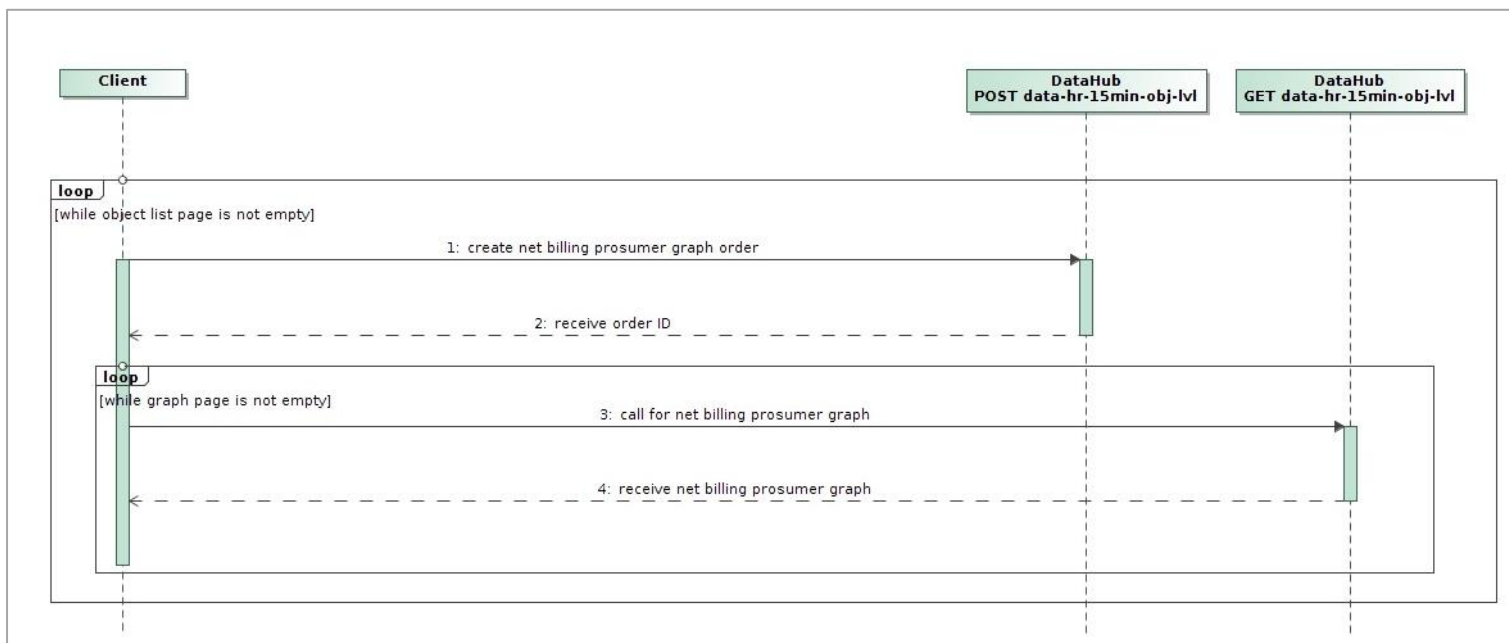 Client
DataHub
POST data-hr-15min-obj-lvl
DataHub
GET data-hr-15min-obj-lvl
loop
[while object list page is not empty]
1: create net billing prosumer graph order
2: receive order ID
loop
[while graph page is not empty]
3: call for net billing prosumer graph
4: receive net billing prosumer graph